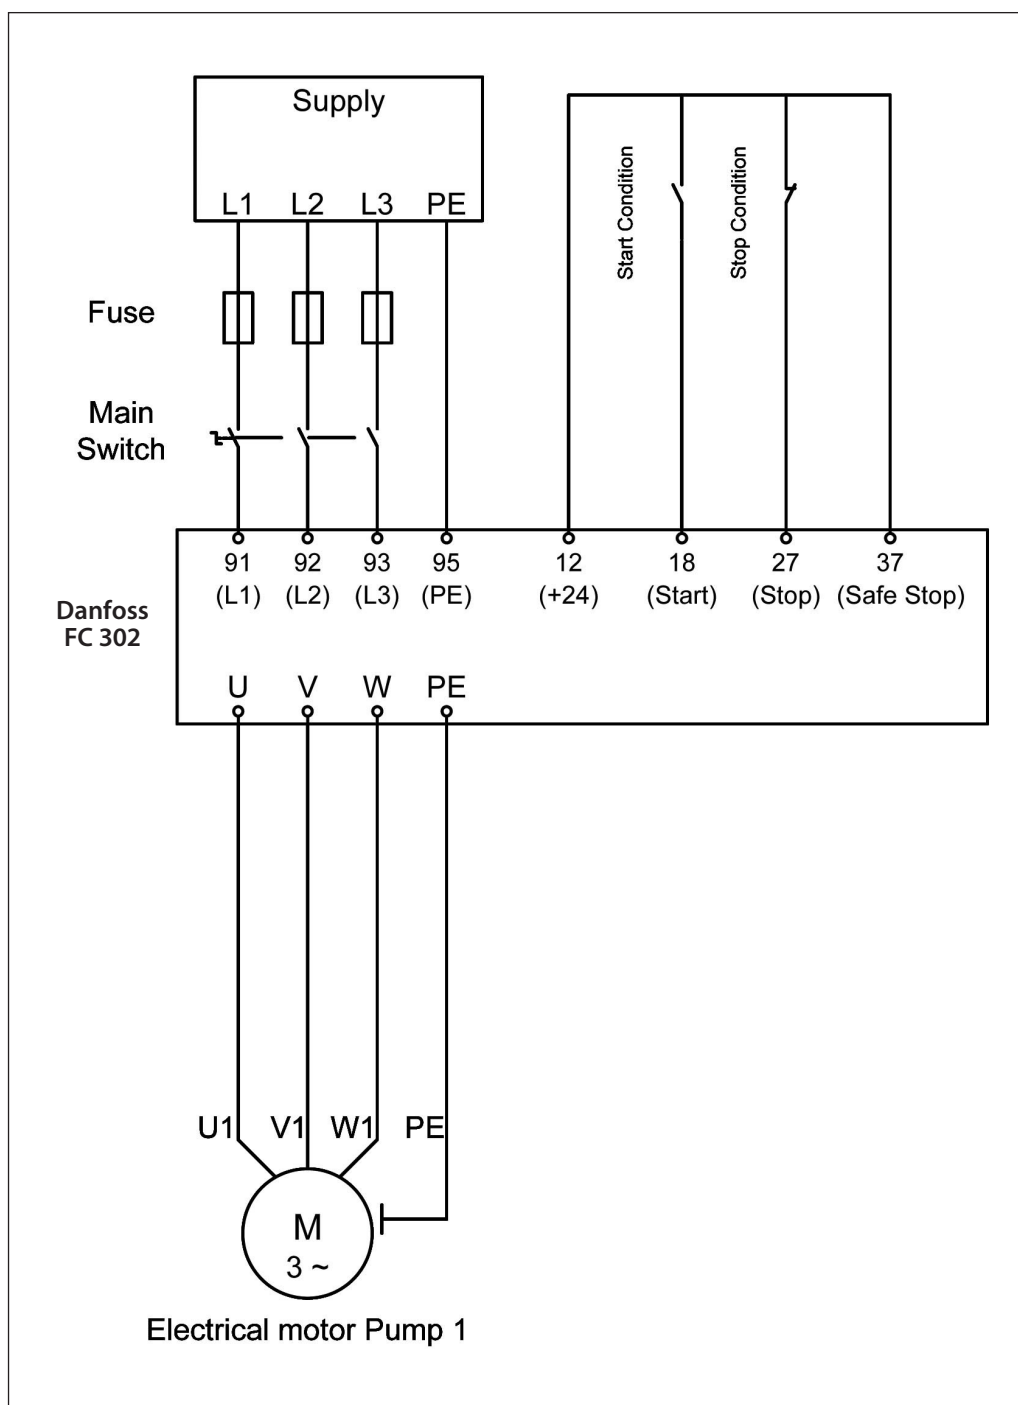 Supply
L1 L2 L3 PE
Start Condition
Stop Condition
Fuse
Main
Switch
91 92 93 95 12 18 27 37
(L1) (L2) (L3) (PE) (+24) (Start) (Stop) (Safe Stop)
Danfoss
FC 302
U V W PE
U1 V1 W1 PE
M
3 ~
Electrical motor Pump 1